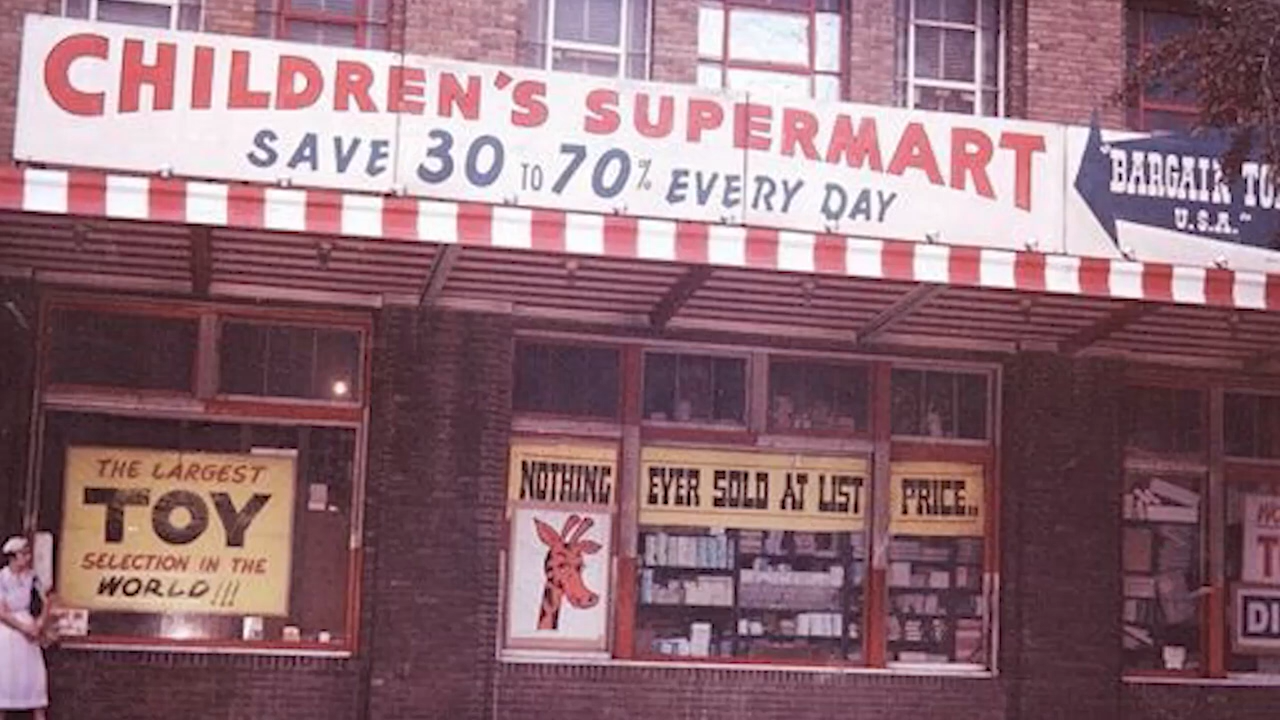 CHILDREN'S SUPERMART
SAVE 30 TO 70% EVERY DAY
"BARGAIN
U.S.A."
THE LARGEST
TOY
SELECTION IN THE
WORLD!!!
NOTHING EVER SOLD AT LIST PRICE..